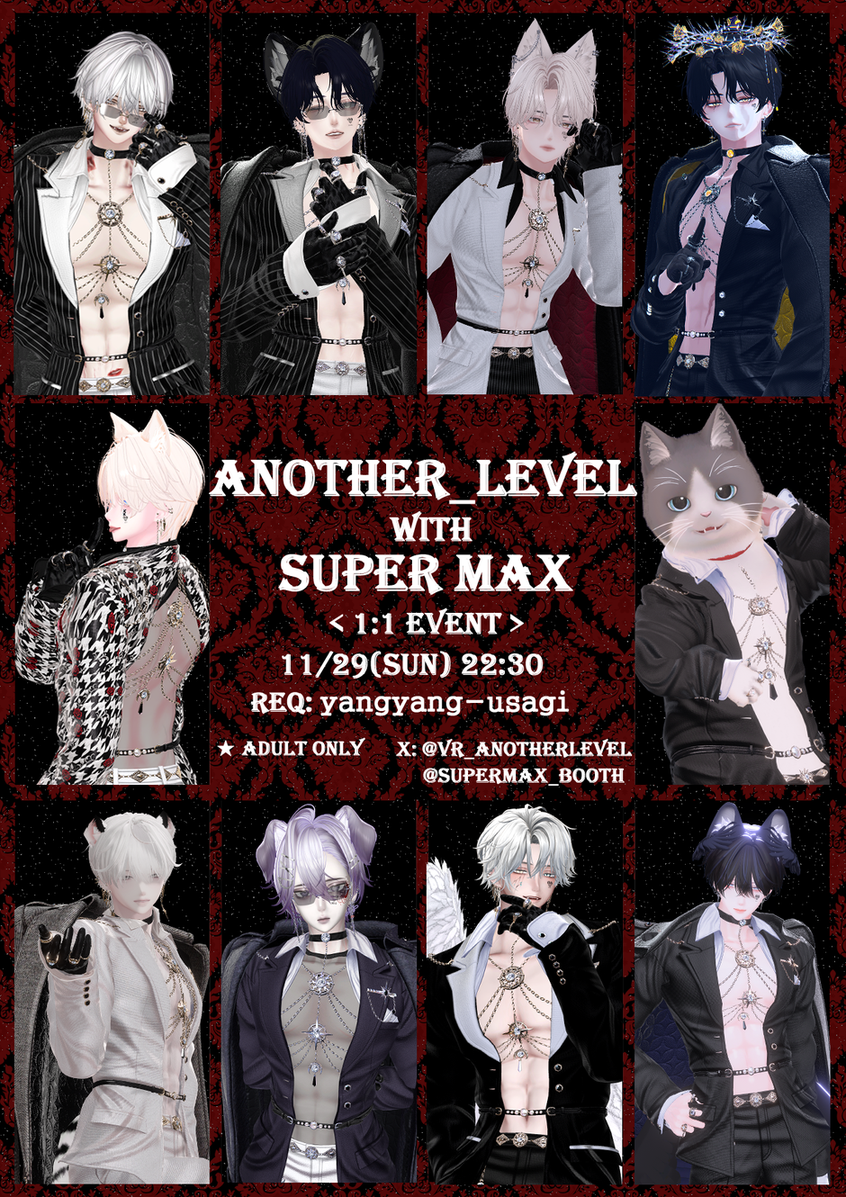 ANOTHER_LEVEL
WITH
SUPER MAX
< 1:1 EVENT >
11/29(SUN) 22:30
REQ: yangyang-usagi
★ ADULT ONLY X: @VR_ANOTHERLEVEL
@SUPERMAX_BOOTH